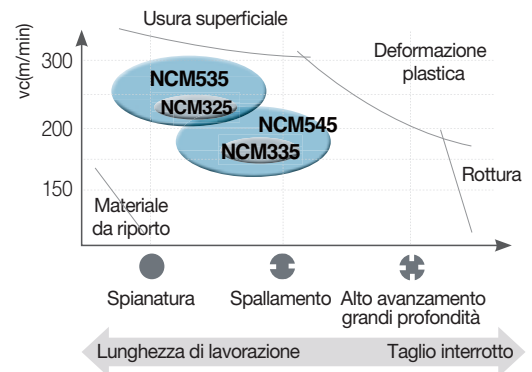 Usura superficiale
vc(m/min)
300
200
150
Deformazione
plastica
NCM535
NCM325
NCM545
NCM335
Rottura
Materiale
da riporto
Spianatura
Spallamento
Alto avanzamento
grandi profondità
Lunghezza di lavorazione
Taglio interrotto